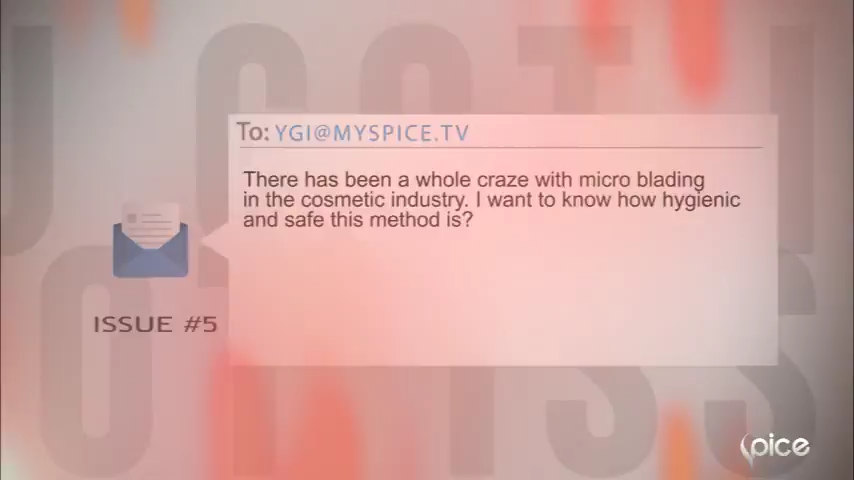 To: YGI@MYSPICE.TV
There has been a whole craze with micro blading
in the cosmetic industry. I want to know how hygienic
and safe this method is?
ISSUE #5
Spice